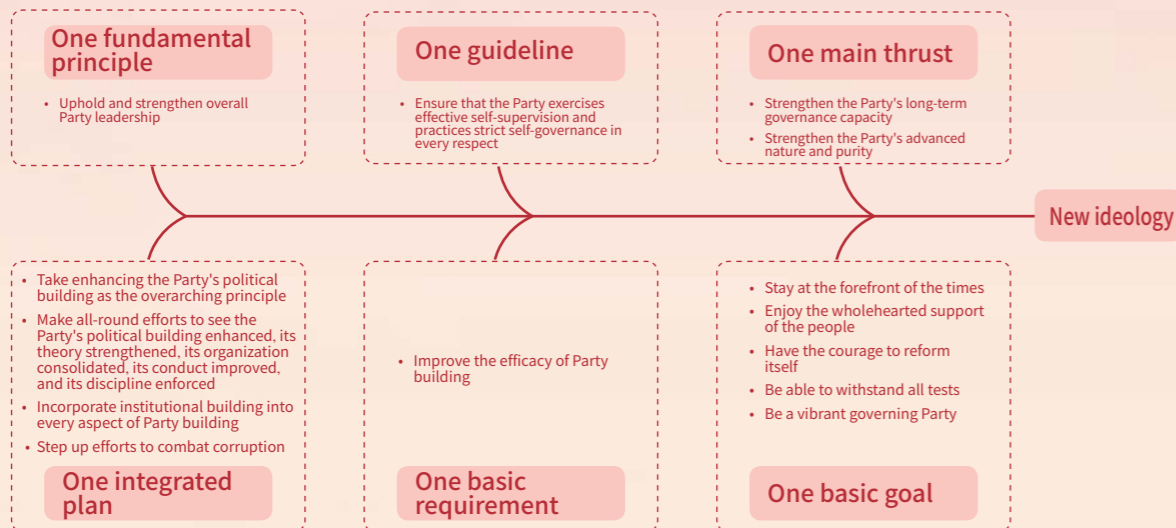 One fundamental
principle
• Uphold and strengthen overall
Party leadership
One guideline
• Ensure that the Party exercises
effective self-supervision and
practices strict self-governance in
every respect
One main thrust
• Strengthen the Party's long-term
governance capacity
• Strengthen the Party's advanced
nature and purity
New ideology
• Take enhancing the Party's political
building as the overarching principle
• Make all-round efforts to see the
Party's political building enhanced, its
theory strengthened, its organization
consolidated, its conduct improved,
and its discipline enforced
• Incorporate institutional building into
every aspect of Party building
• Step up efforts to combat corruption
One integrated
plan
• Improve the efficacy of Party
building
One basic
requirement
• Stay at the forefront of the times
• Enjoy the wholehearted support
of the people
• Have the courage to reform
itself
• Be able to withstand all tests
• Be a vibrant governing Party
One basic goal